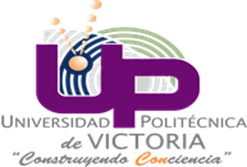 UP
UNIVERSIDAD POLITÉCNICA
de VICTORIA
"Construyendo Conciencia"